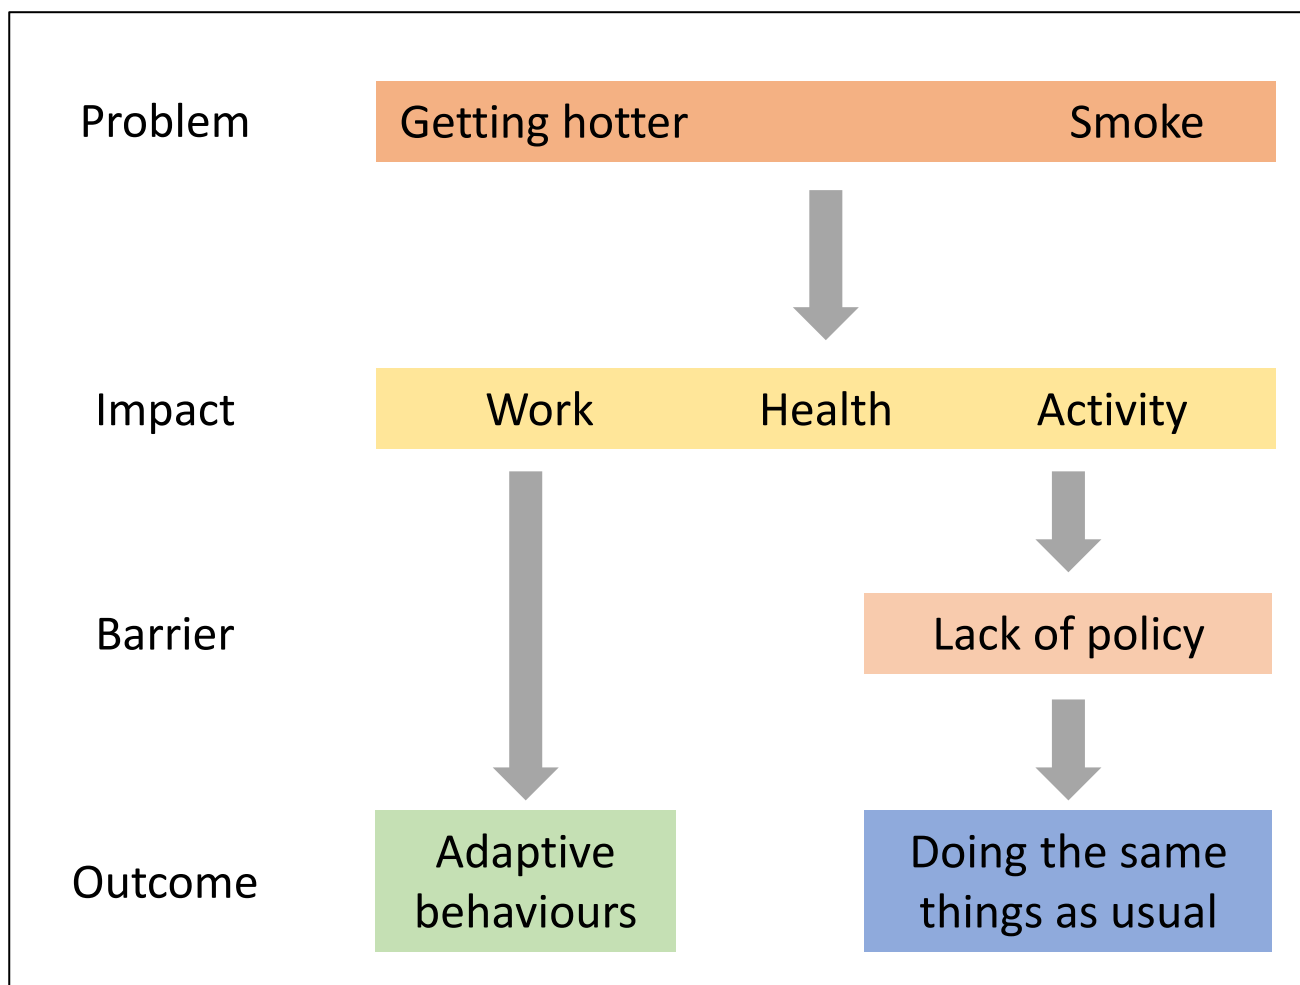 Problem
Getting hotter
Smoke
Impact
Work
Health
Activity
Barrier
Lack of policy
Outcome
Adaptive
behaviours
Doing the same
things as usual